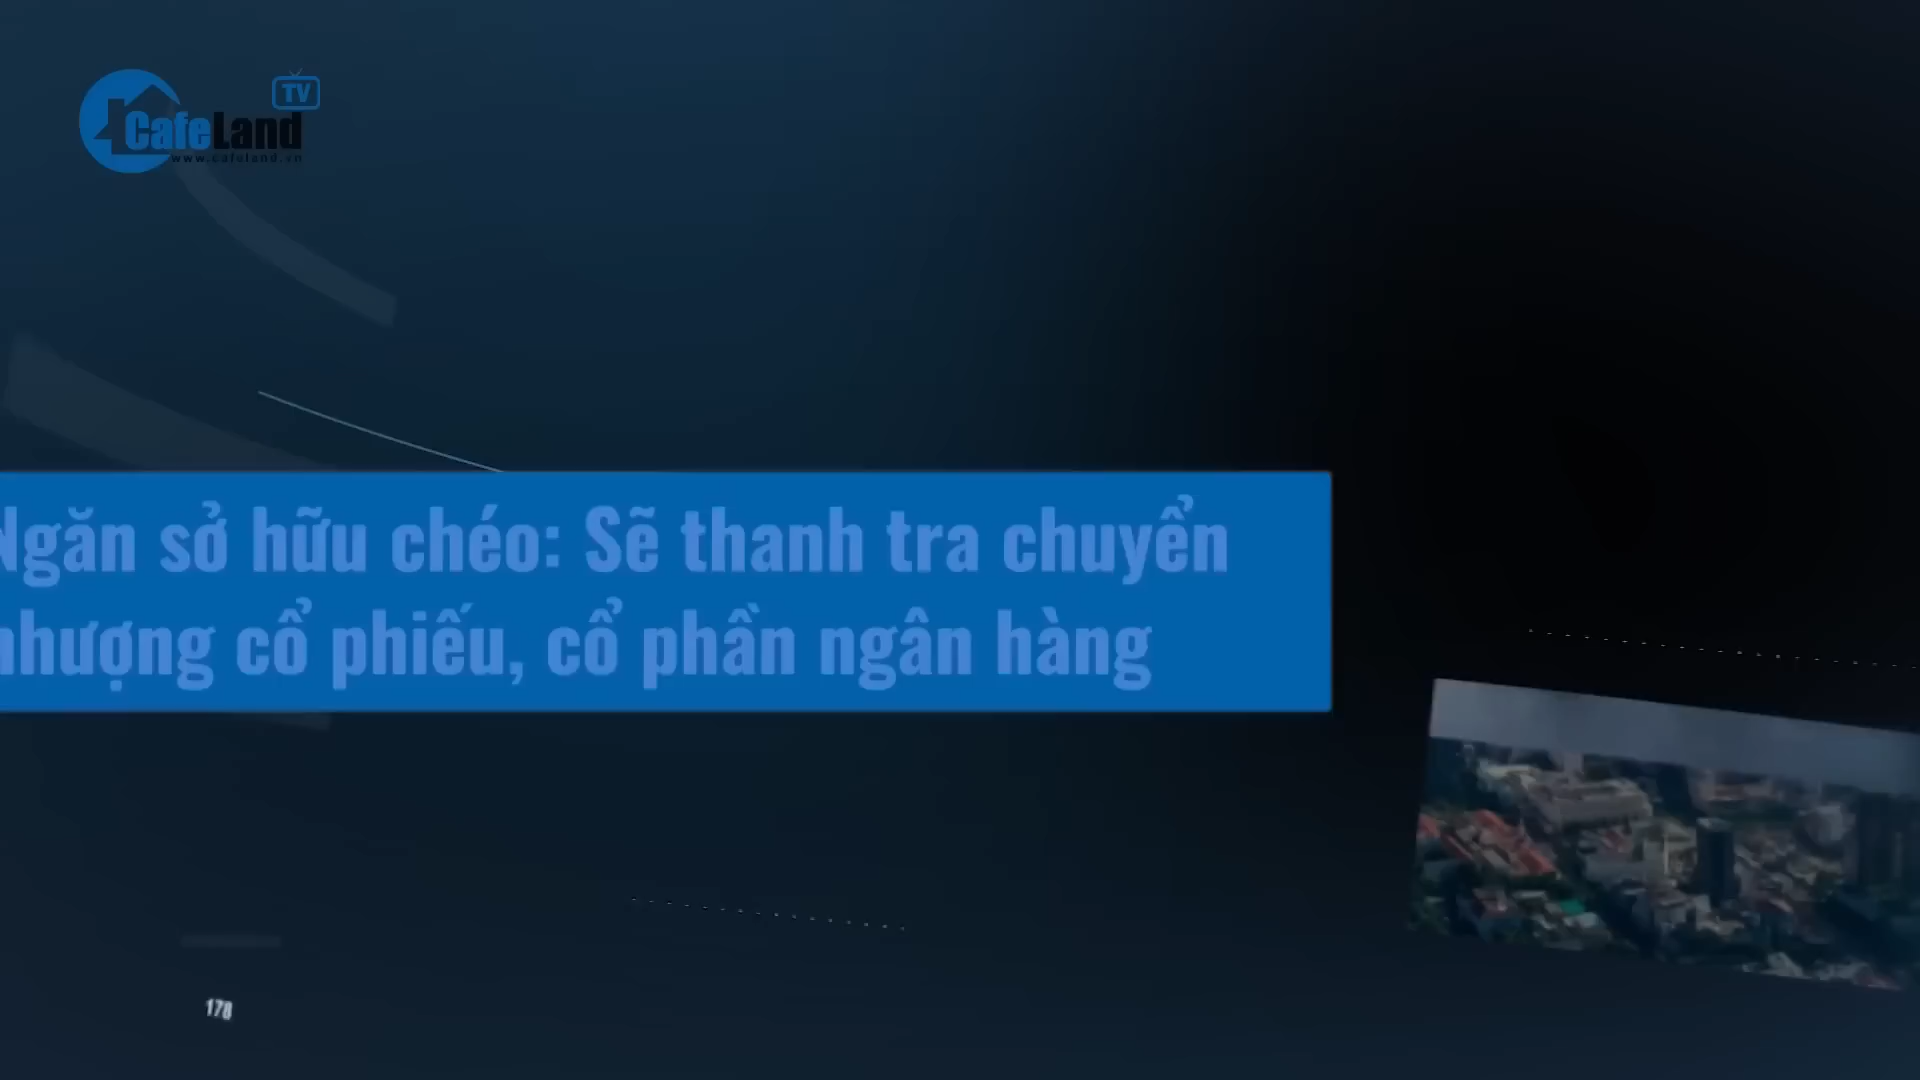 TV
CafeLand
www.cafeland.vn
Ngăn sở hữu chéo: Sẽ thanh tra chuyển
nhượng cổ phiếu, cổ phần ngân hàng
178